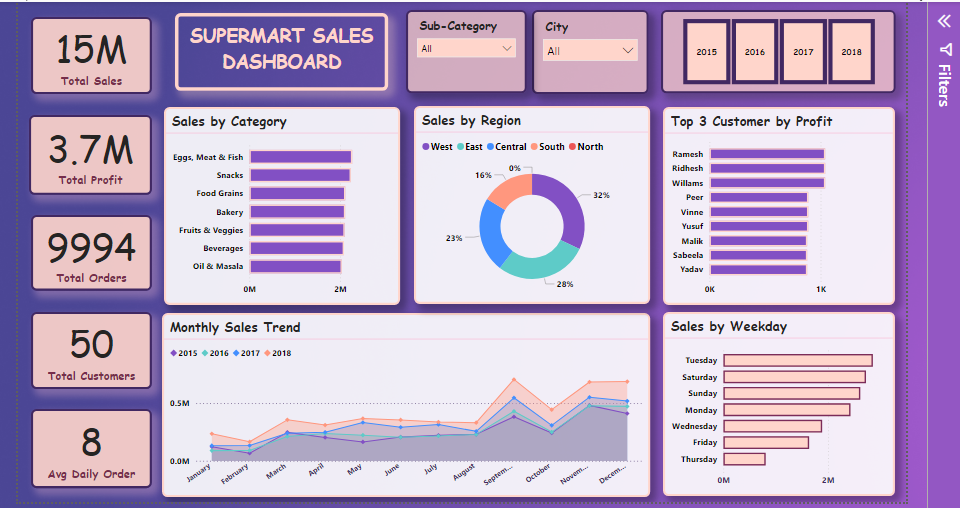 15M
Total Sales
SUPERMART SALES
DASHBOARD
Sub-Category
All
City
All
2015
2016
2017
2018
Filters
3.7M
Total Profit
9994
Total Orders
50
Total Customers
8
Avg Daily Order
Sales by Category
Eggs, Meat & Fish
Snacks
Food Grains
Bakery
Fruits & Veggies
Beverages
Oil & Masala
0M 2M
Sales by Region
West East Central South North
0%
16%
32%
23%
28%
Top 3 Customer by Profit
Ramesh
Ridhesh
Willams
Peer
Vinne
Yusuf
Malik
Sabeela
Yadav
0K 1K
Monthly Sales Trend
2015 2016 2017 2018
0.5M
0.0M
January February March April May June July August Septem... October Novem... Decem...
Sales by Weekday
Tuesday
Saturday
Sunday
Monday
Wednesday
Friday
Thursday
0M 2M